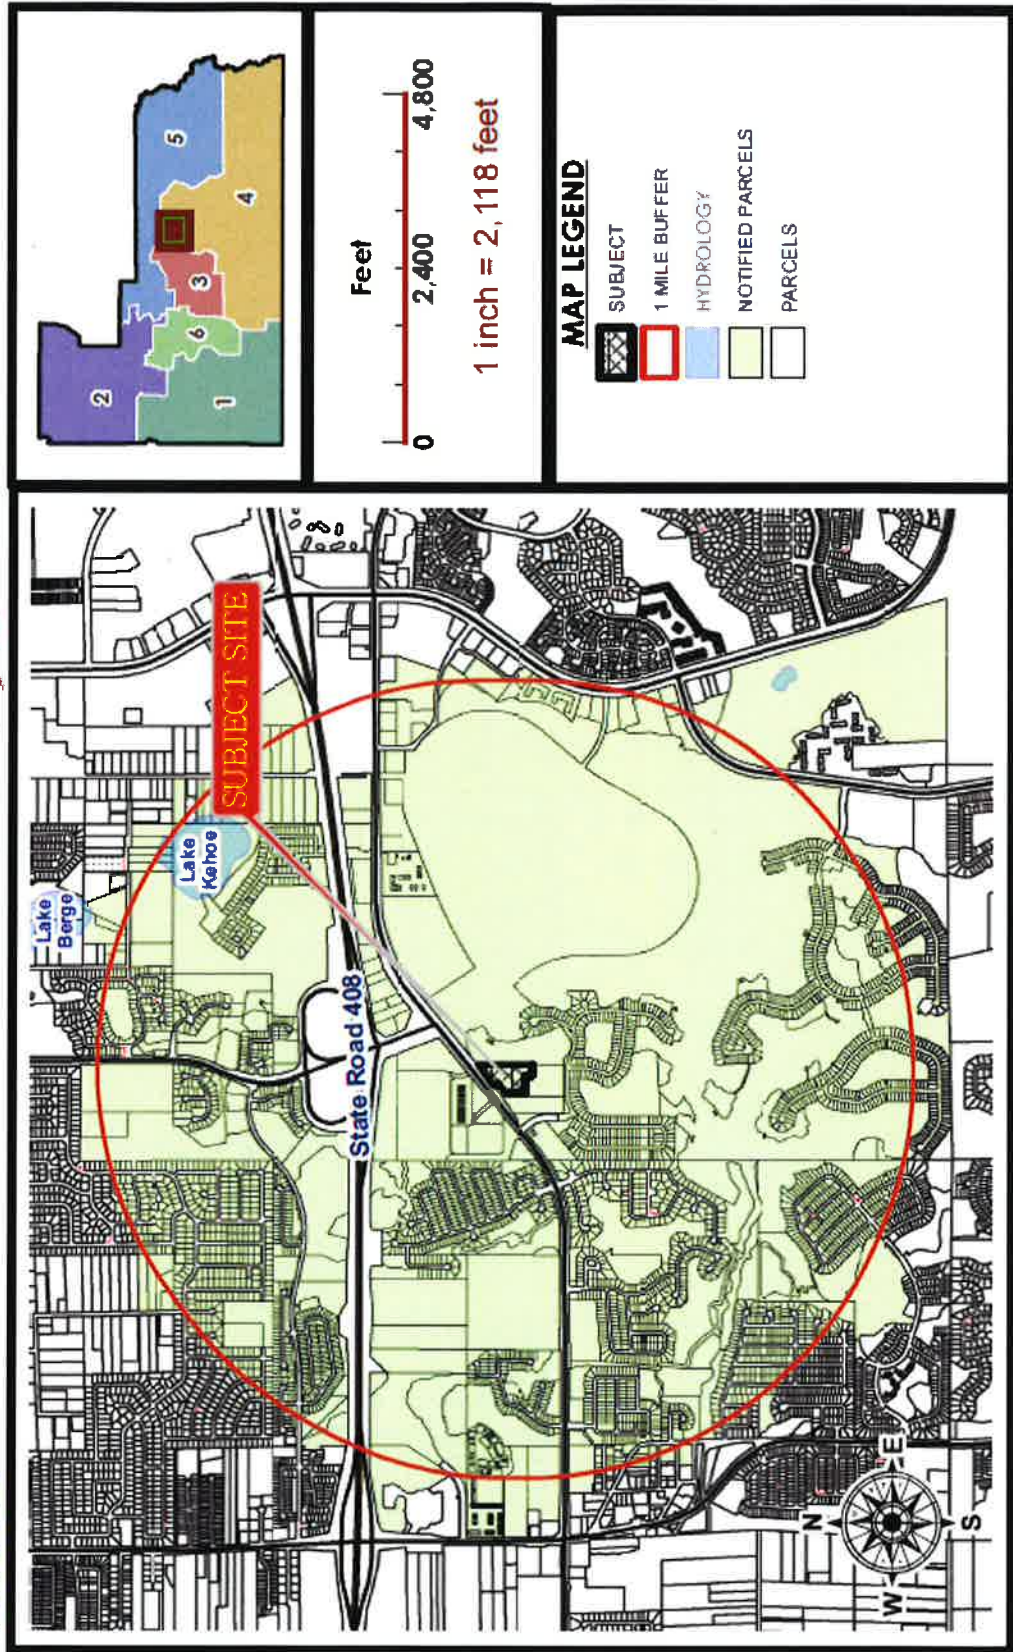 Lake
Berge
Lake
Kehoe
SUBJECT SITE
State Road 408
N
W
E
S
2
5
6
3
1
4
Feet
0
2,400
4,800
1 inch = 2,118 feet
MAP LEGEND
SUBJECT
1 MILE BUFFER
HYDROLOGY
NOTIFIED PARCELS
PARCELS